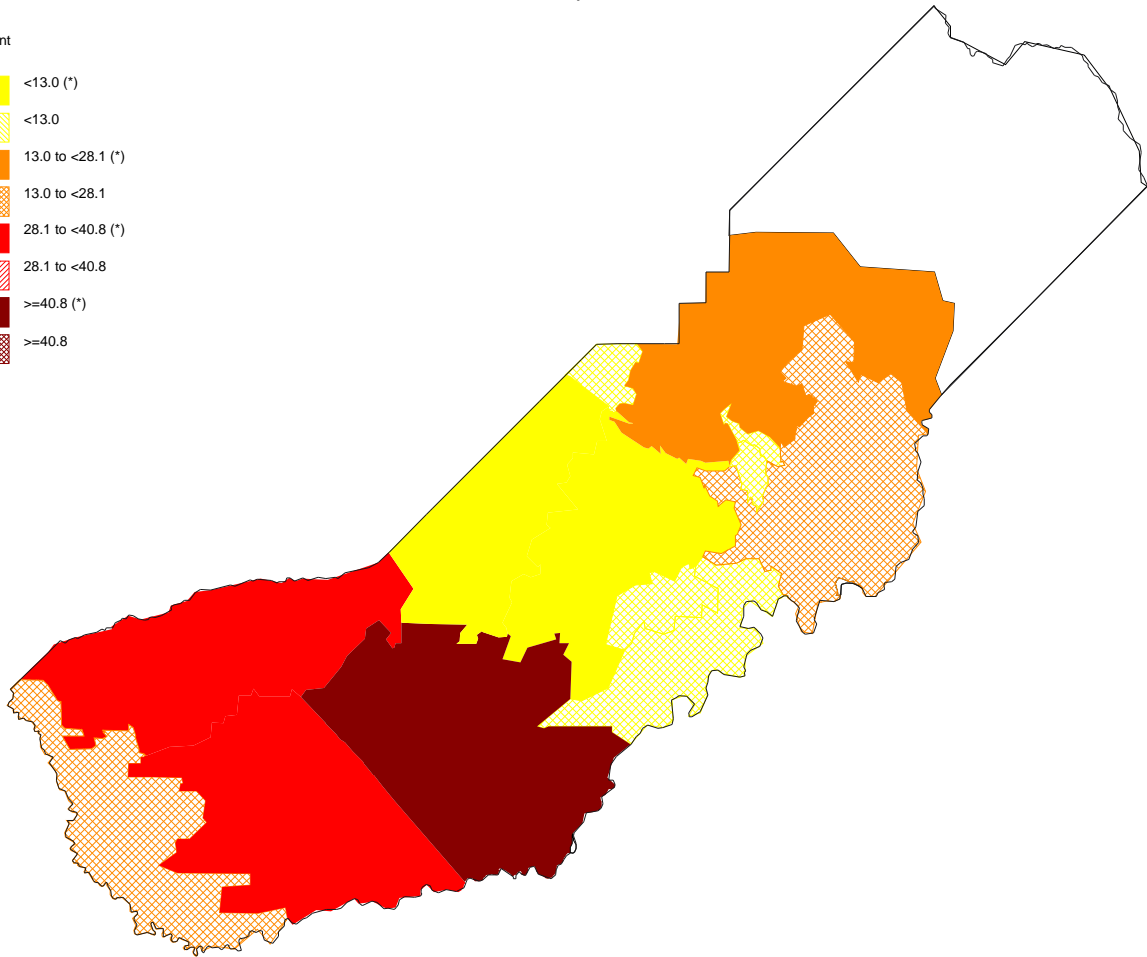 nt
<13.0 (*)
<13.0
13.0 to <28.1 (*)
13.0 to <28.1
28.1 to <40.8 (*)
28.1 to <40.8
>=40.8 (*)
>=40.8